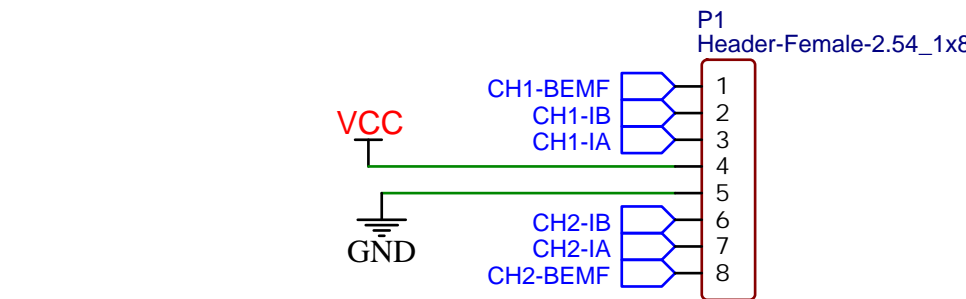 P1
Header-Female-2.54_1x8
CH1-BEMF 1
CH1-IB 2
VCC
CH1-IA 3
4
5
CH2-IB 6
GND
CH2-IA 7
CH2-BEMF 8